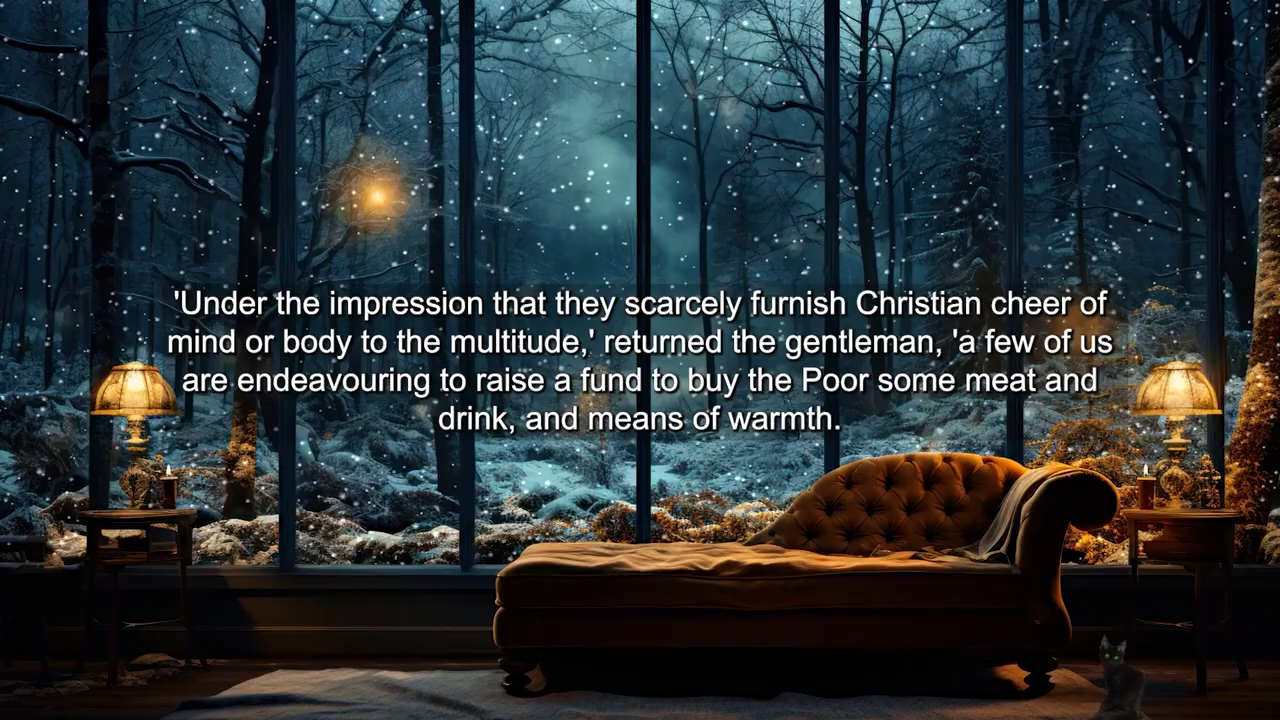 'Under the impression that they scarcely furnish Christian cheer of
mind or body to the multitude,' returned the gentleman, 'a few of us
are endeavouring to raise a fund to buy the Poor some meat and
drink, and means of warmth.